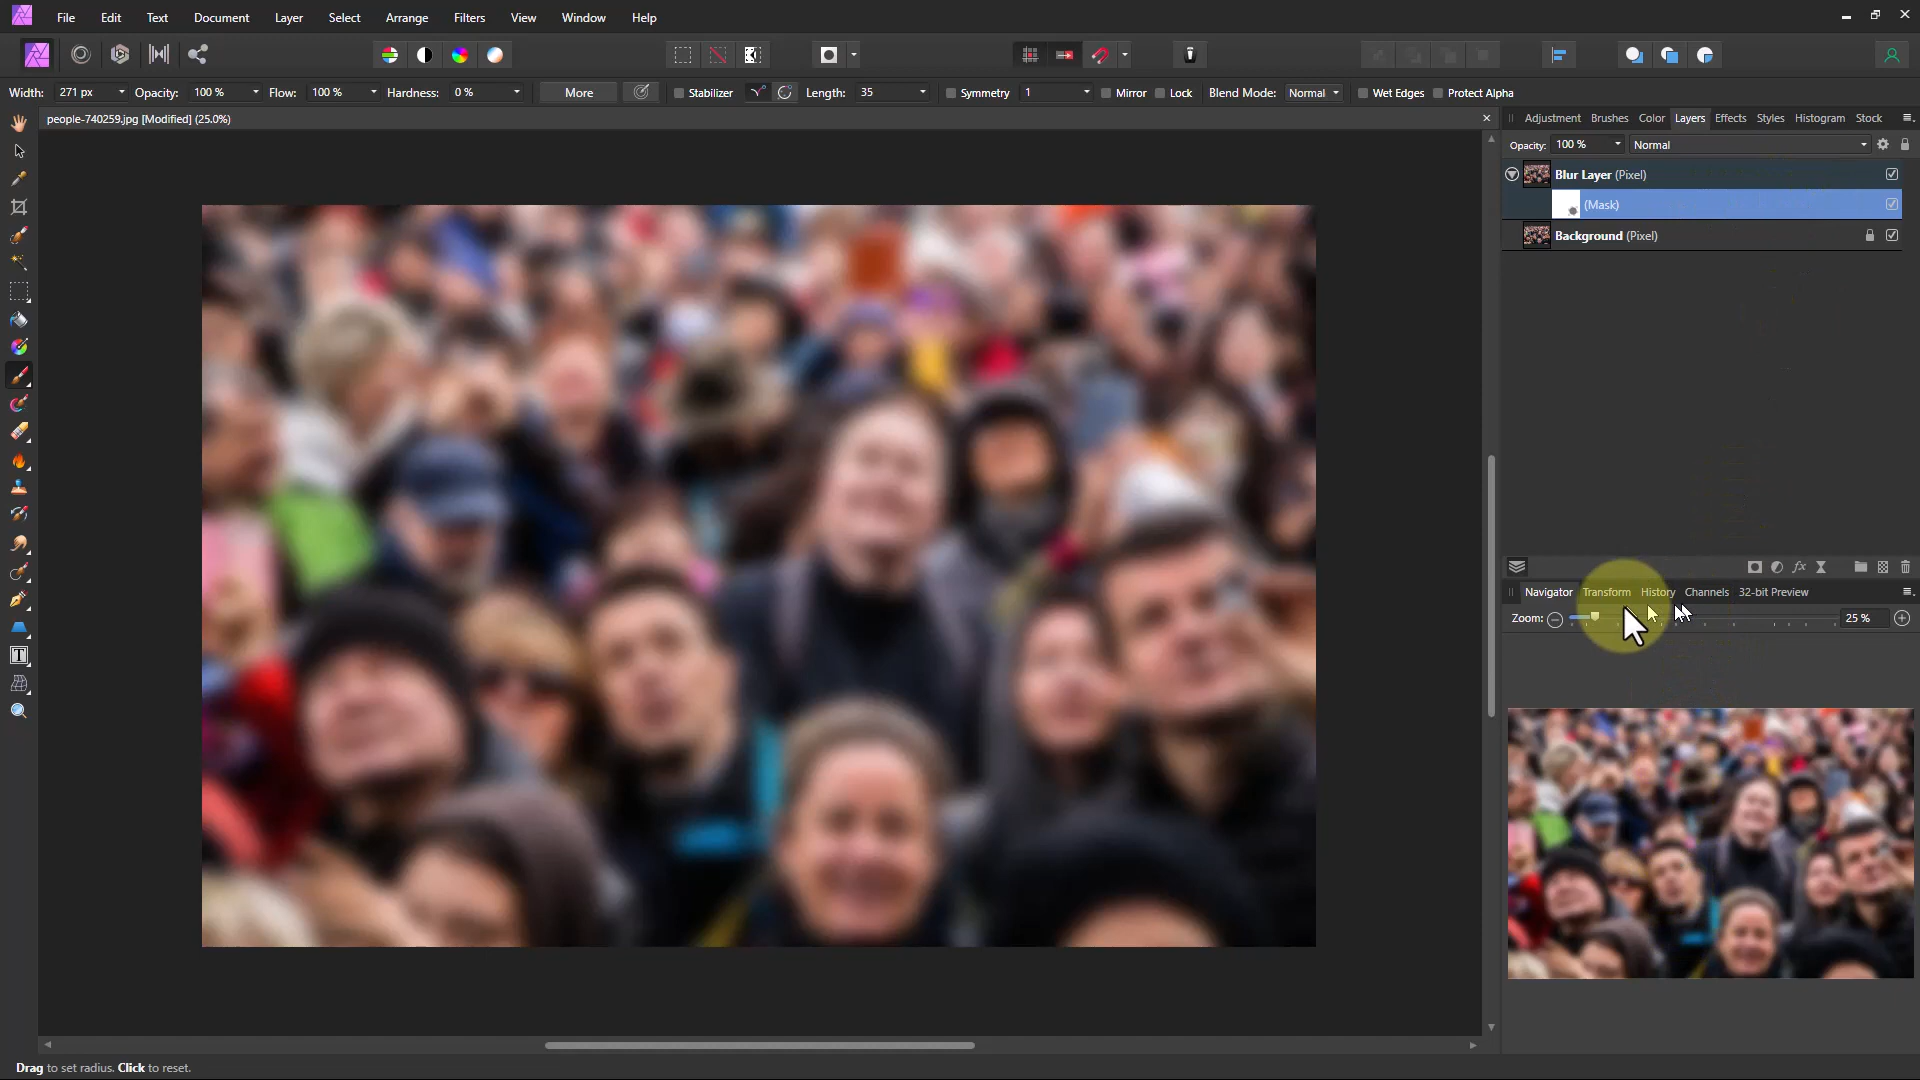 File Edit Text Document Layer Select Arrange Filters View Window Help
Width: 271 px Opacity: 100 % Flow: 100 % Hardness: 0 % More Stabilizer Length: 35 Symmetry 1 Mirror Lock Blend Mode: Normal Wet Edges Protect Alpha
people-740259.jpg [Modified] (25.0%)
Adjustment Brushes Color Layers Effects Styles Histogram Stock
Opacity: 100 % Normal
Blur Layer (Pixel)
(Mask)
Background (Pixel)
Navigator Transform History Channels 32-bit Preview
Zoom: 25 %
Drag to set radius. Click to reset.